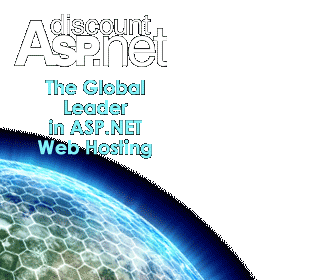 discount
ASP.net
The Global
Leader
in ASP.NET
Web Hosting